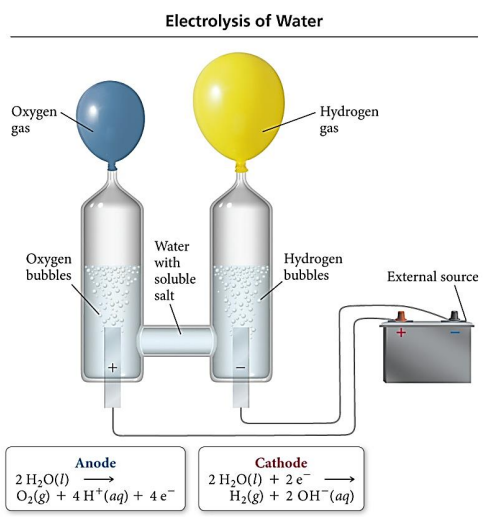 Electrolysis of Water
Oxygen
gas
Hydrogen
gas
Oxygen
bubbles
Water
with
soluble
salt
Hydrogen
bubbles
External source
+
−
+
−
Anode
2 H₂O(l) ⟶
O₂(g) + 4 H⁺(aq) + 4 e⁻
Cathode
2 H₂O(l) + 2 e⁻ ⟶
H₂(g) + 2 OH⁻(aq)